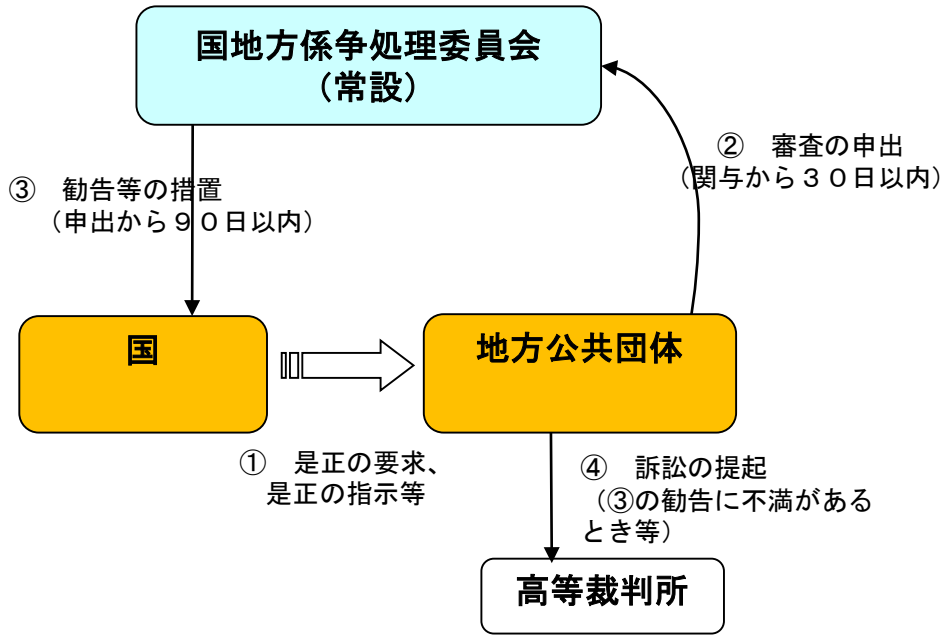 国地方係争処理委員会
（常設）
②　審査の申出
（関与から３０日以内）
③　勧告等の措置
（申出から９０日以内）
国
地方公共団体
①　是正の要求、
是正の指示等
④　訴訟の提起
（③の勧告に不満がある
とき等）
高等裁判所